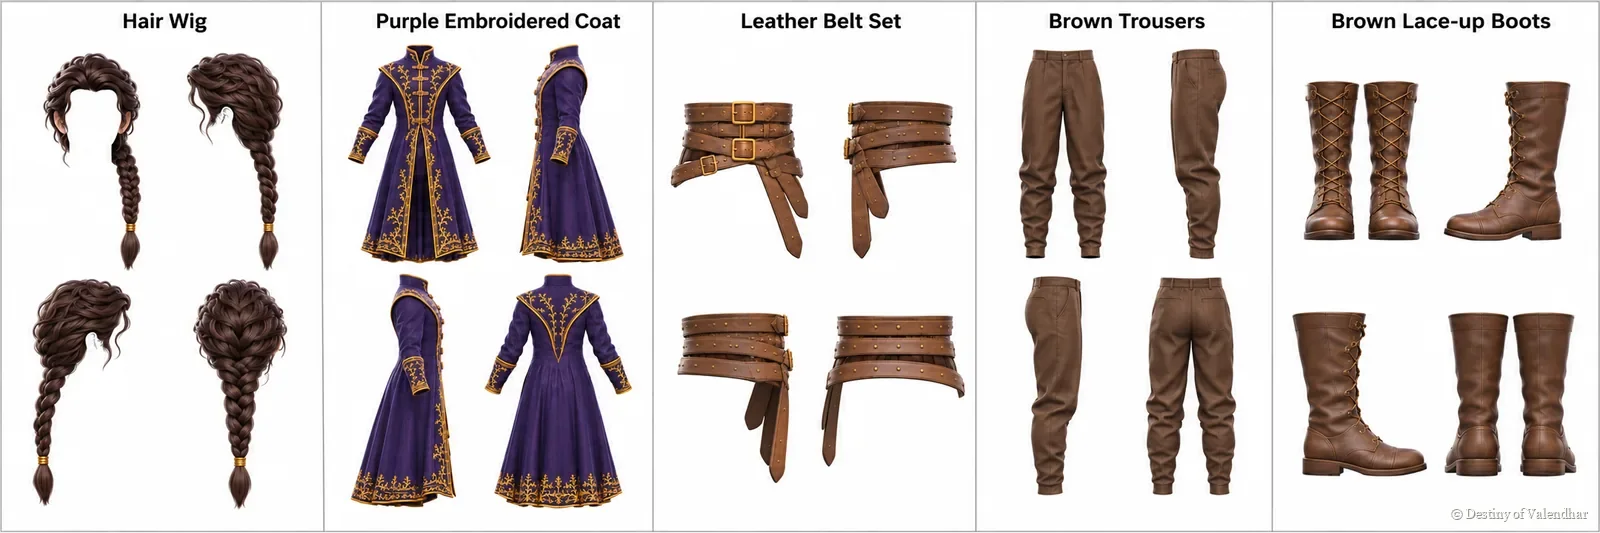 Hair Wig
Purple Embroidered Coat
Leather Belt Set
Brown Trousers
Brown Lace-up Boots
© Destiny of Valendhar